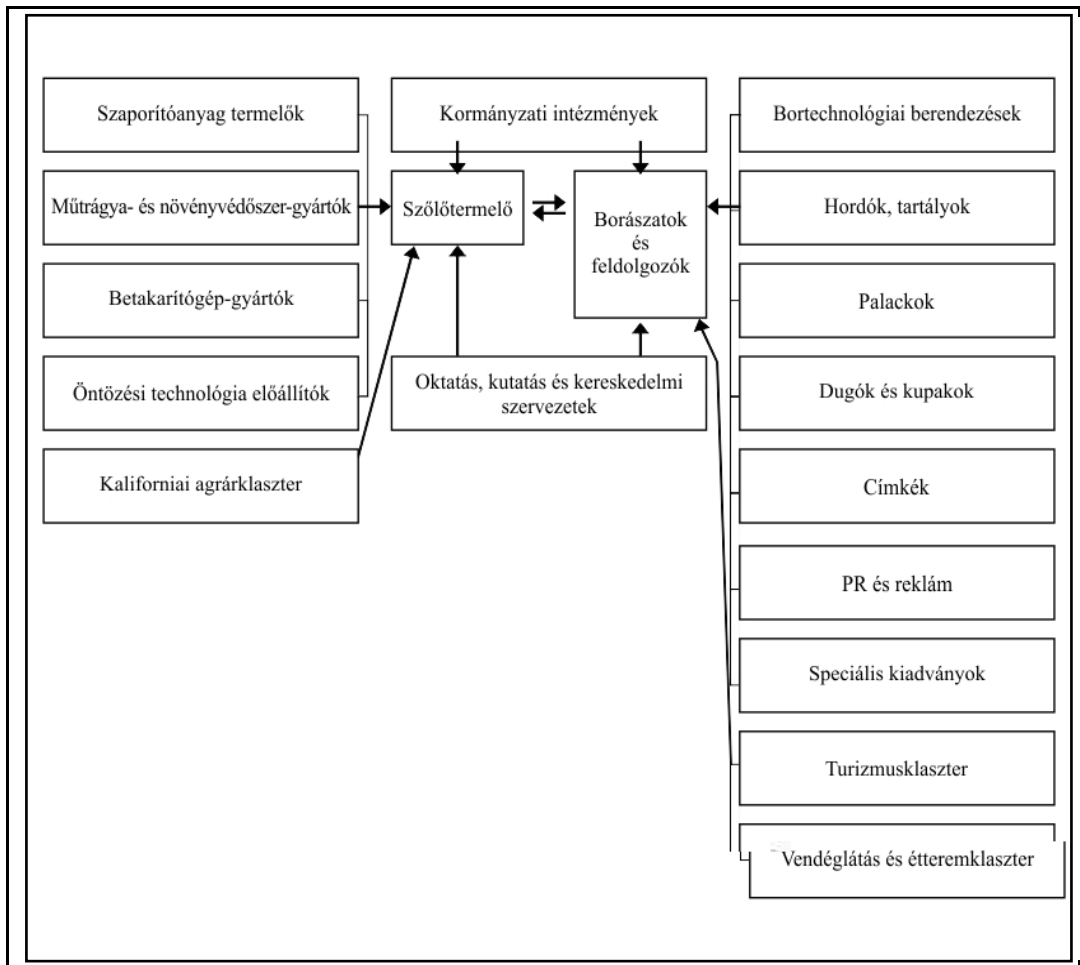 Szaporítóanyag termelők
Műtrágya- és növényvédőszer-gyártók
Betakarítógép-gyártók
Öntözési technológia előállítók
Kaliforniai agrárklaszter
Kormányzati intézmények
Szőlőtermelő
Borászatok
és
feldolgozók
Oktatás, kutatás és kereskedelmi
szervezetek
Bortechnológiai berendezések
Hordók, tartályok
Palackok
Dugók és kupakok
Címkék
PR és reklám
Speciális kiadványok
Turizmusklaszter
Vendéglátás és étteremklaszter